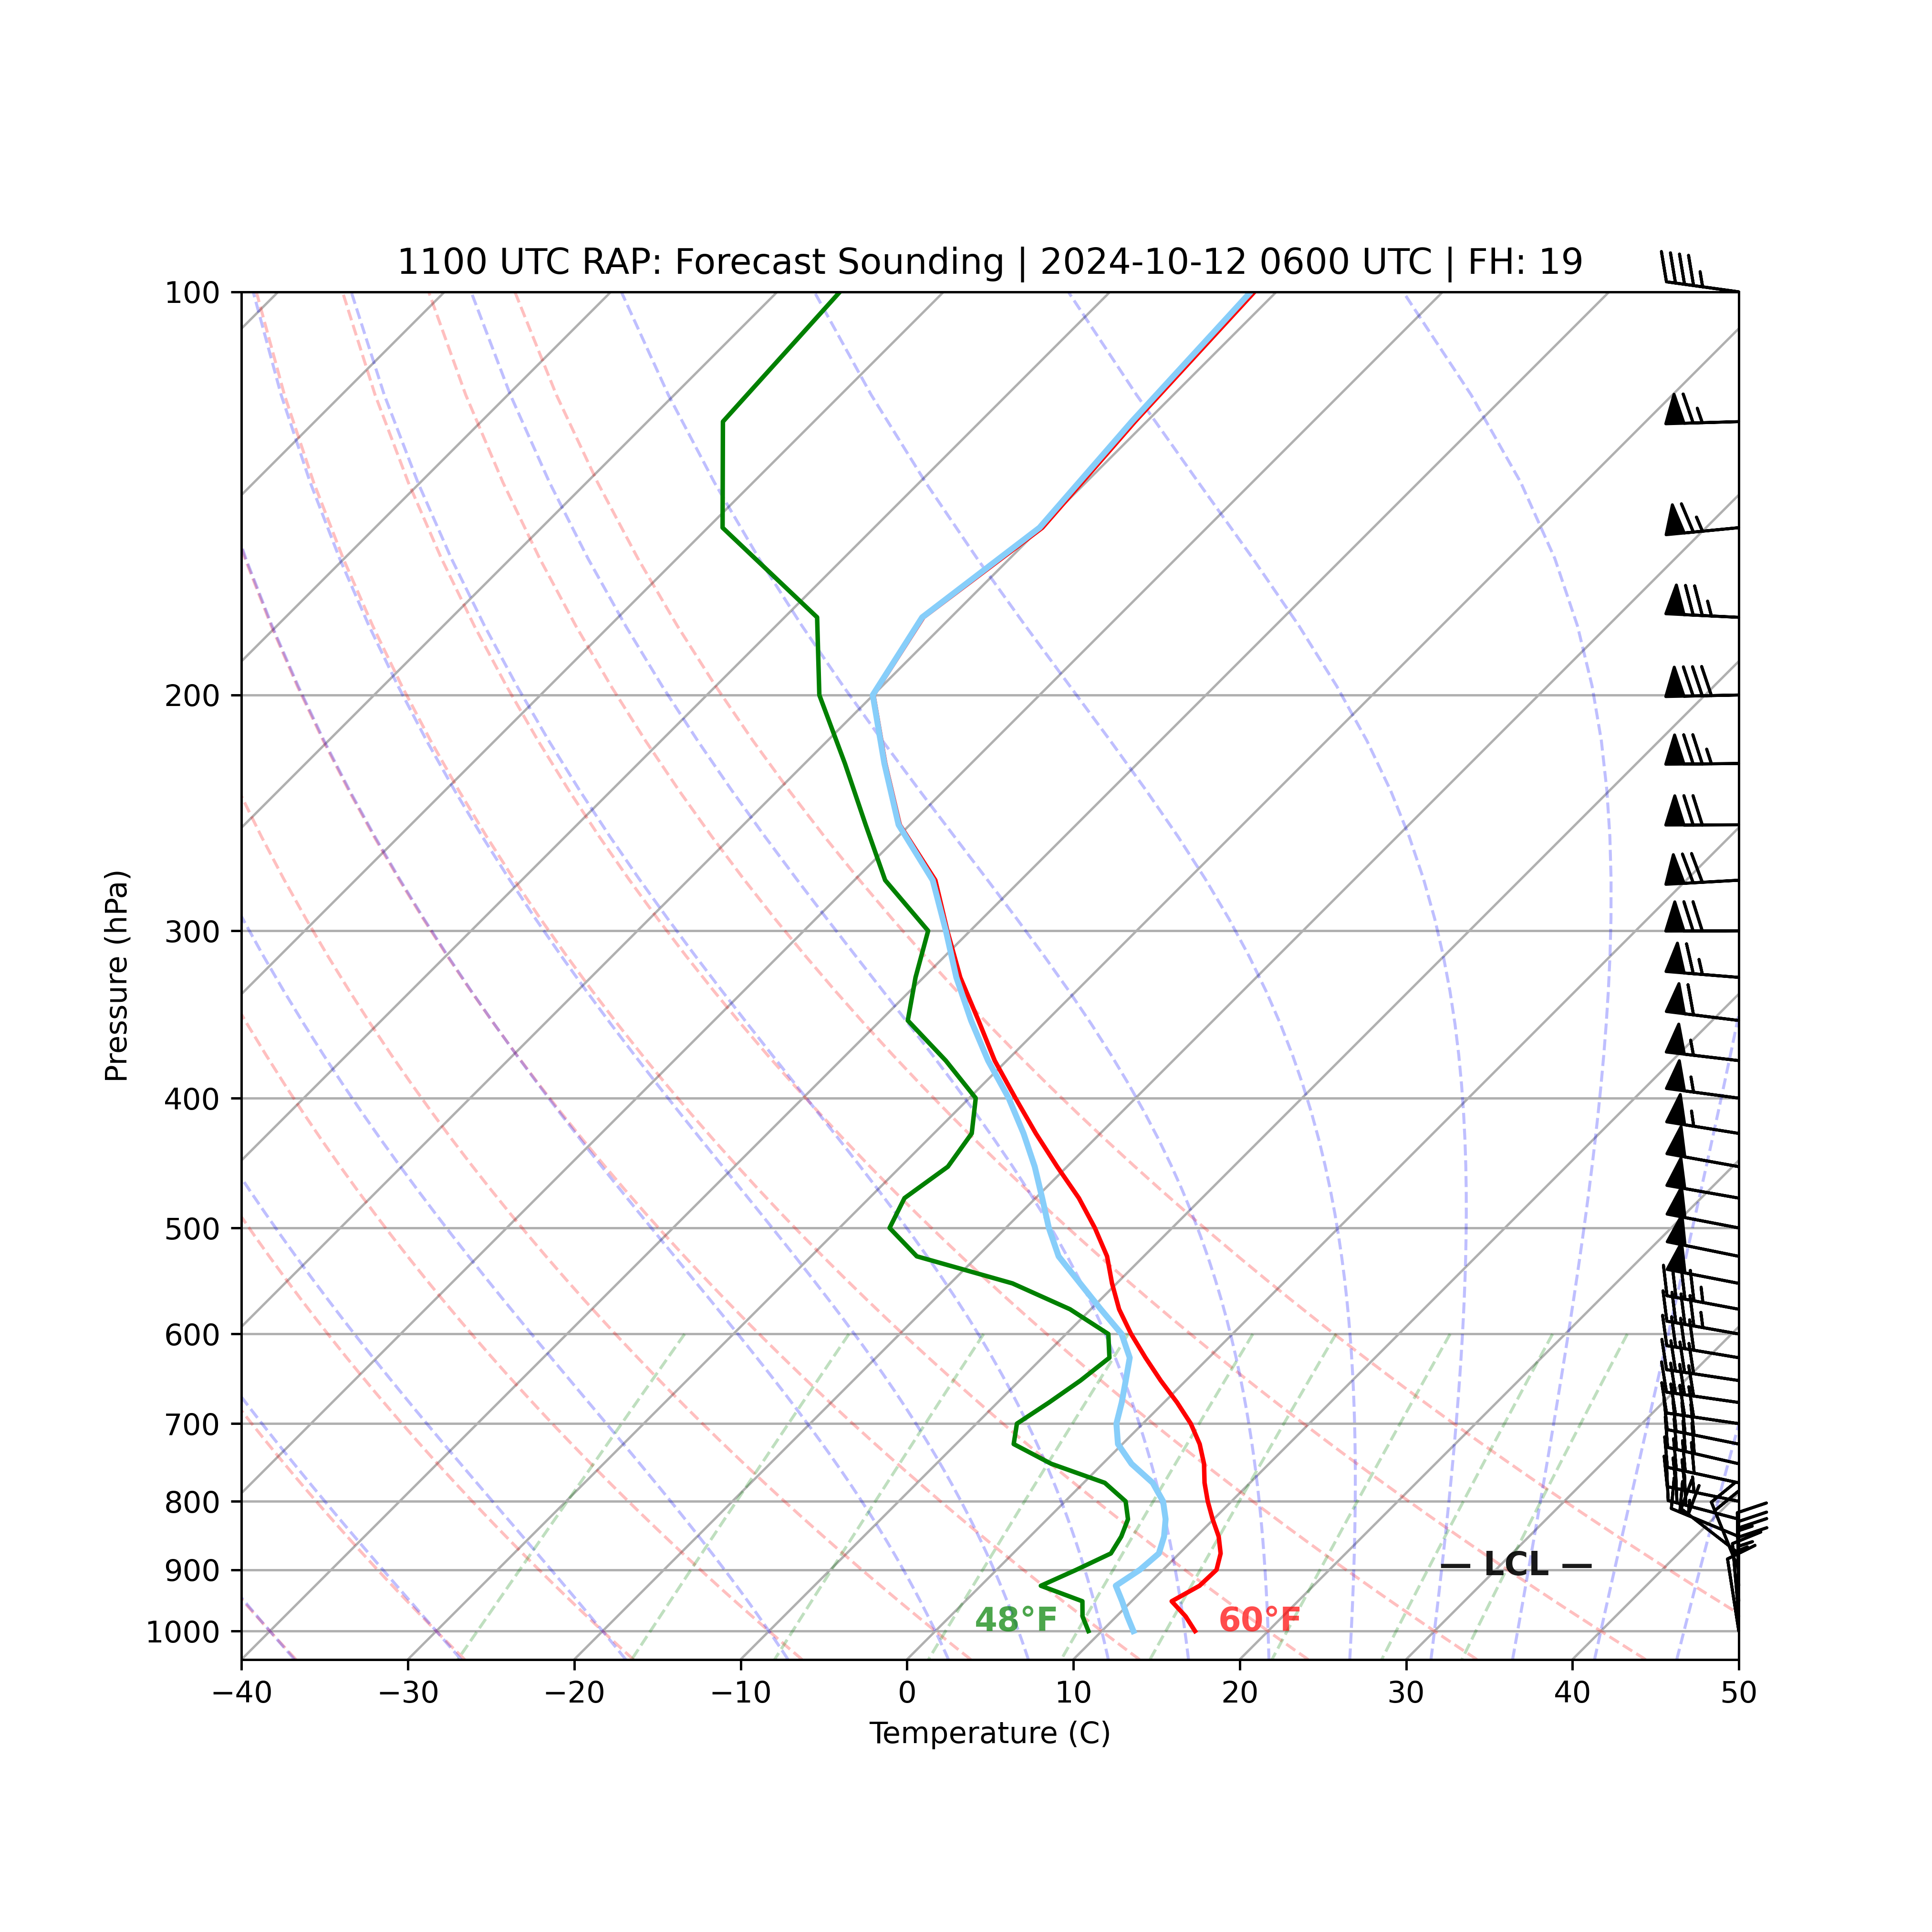 1100 UTC RAP: Forecast Sounding | 2024-10-12 0600 UTC | FH: 19
100
200
300
400
500
600
700
800
900
1000
Pressure (hPa)
— LCL —
48°F
60°F
−40 −30 −20 −10 0 10 20 30 40 50
Temperature (C)